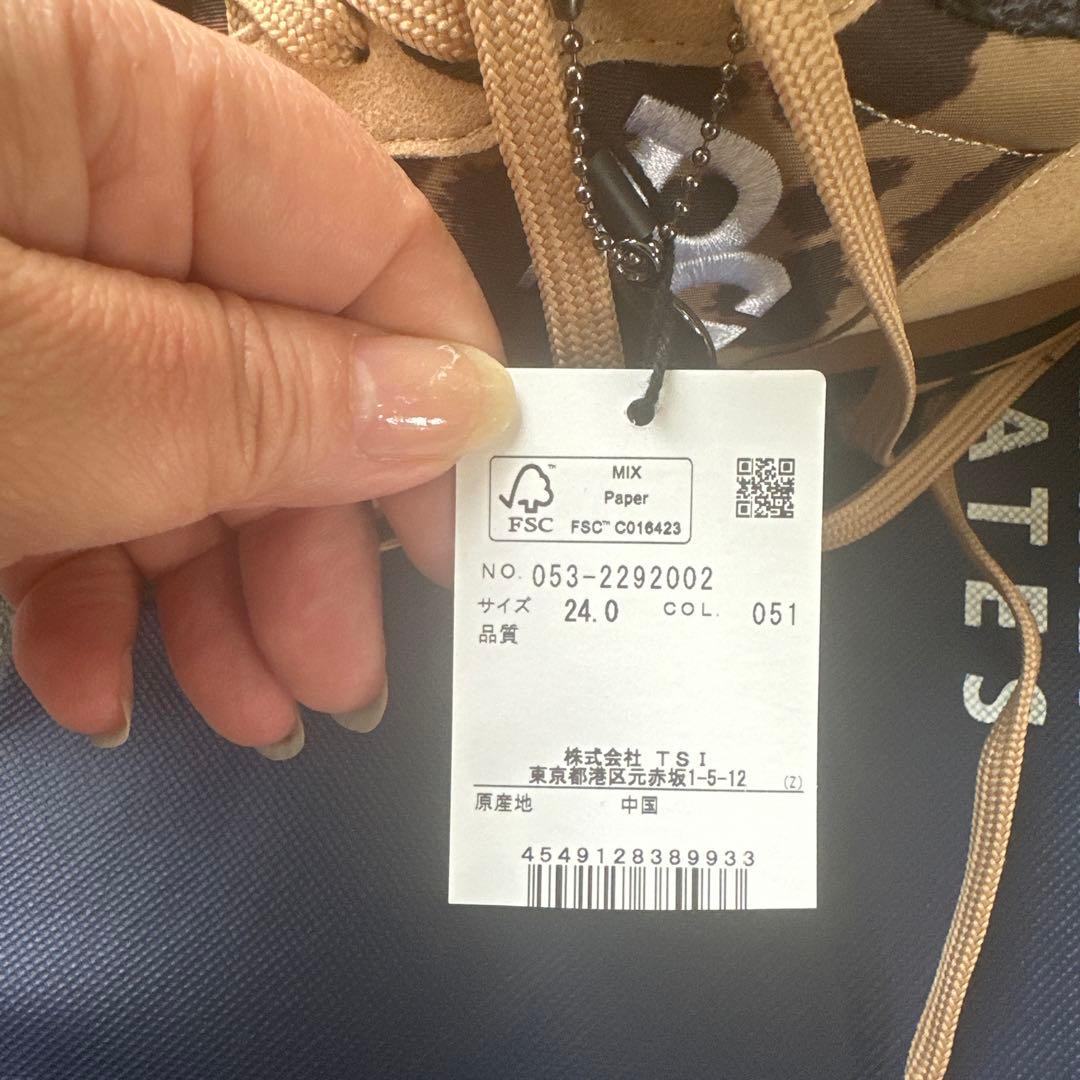 MIX
Paper
FSC™ C016423
FSC
NO. 053-2292002
サイズ 24.0 COL. 051
品質
株式会社 TSI
東京都港区元赤坂1-5-12 (Z)
原産地 中国
4549128389933
ATES